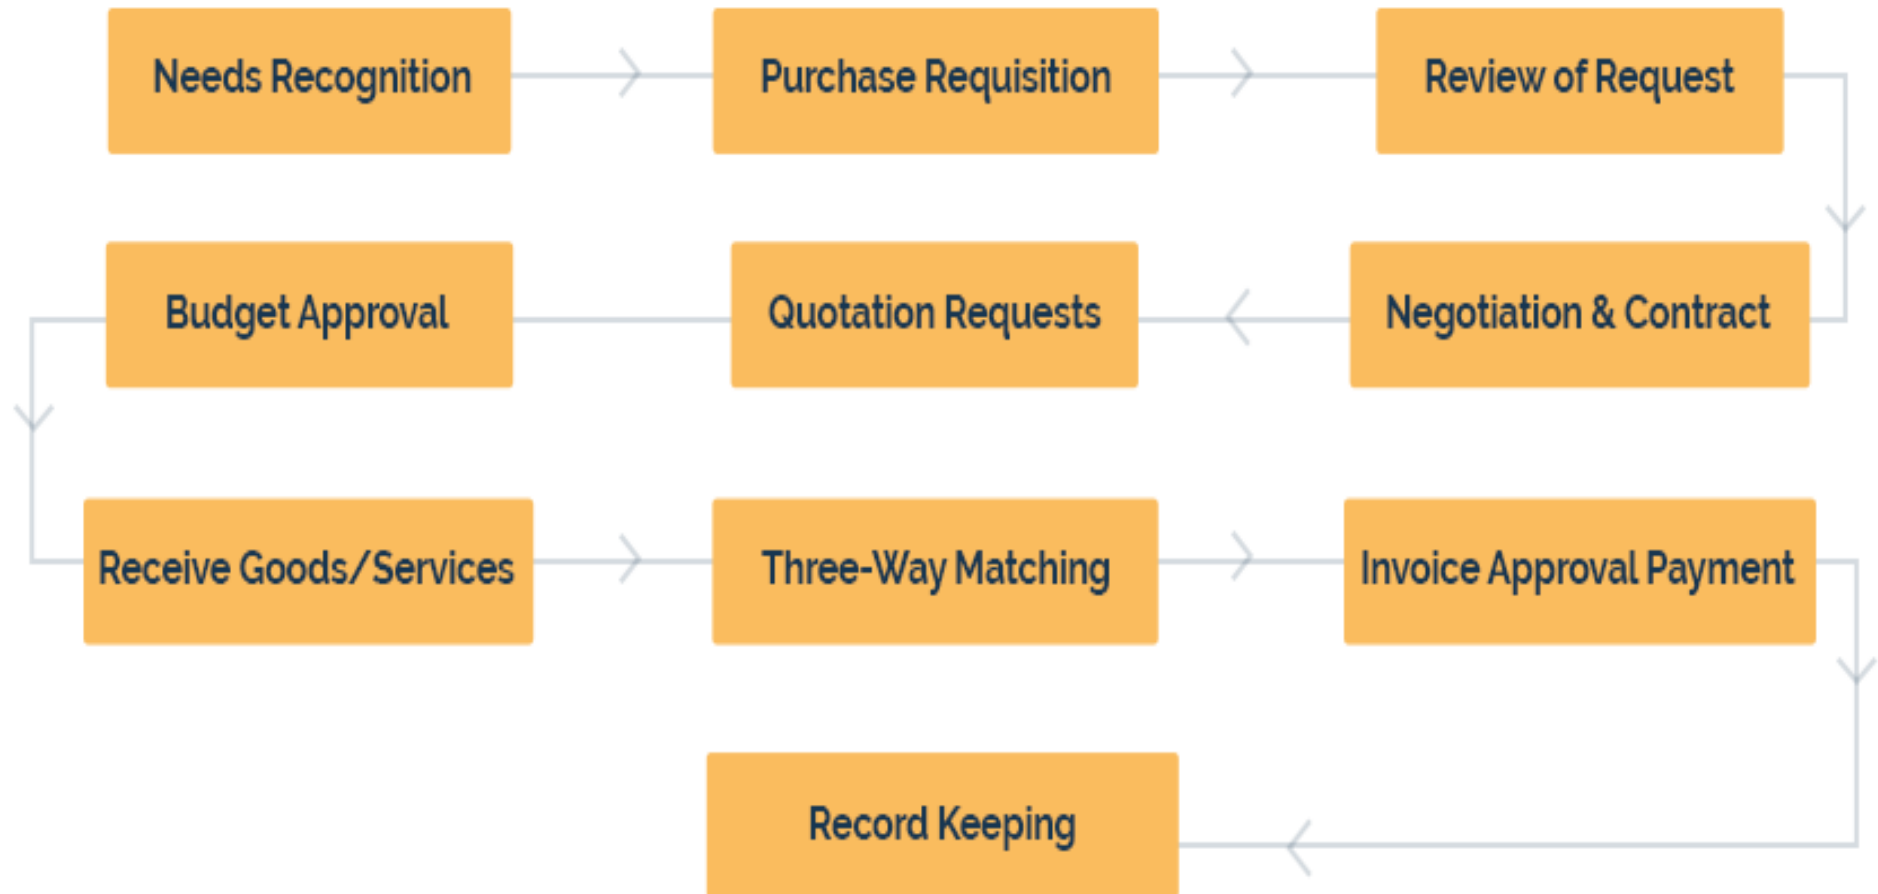 Needs Recognition
Purchase Requisition
Review of Request
Budget Approval
Quotation Requests
Negotiation & Contract
Receive Goods/Services
Three-Way Matching
Invoice Approval Payment
Record Keeping